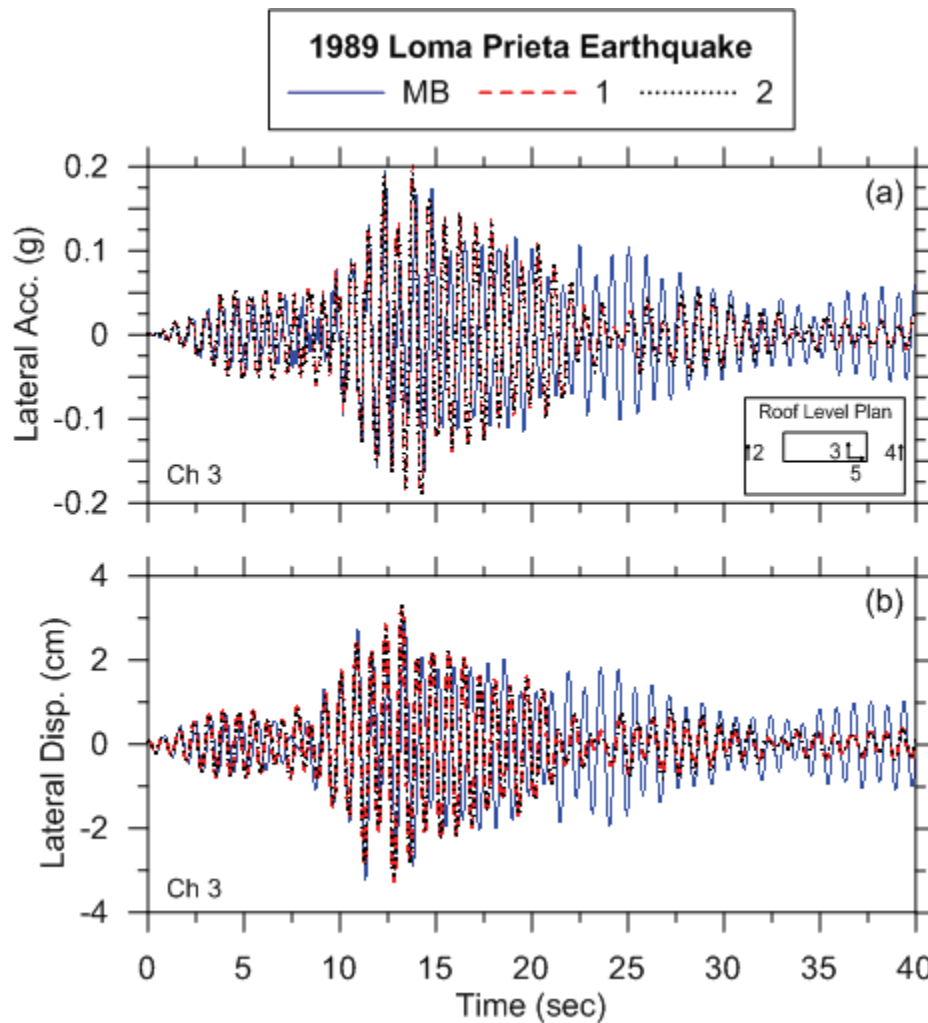 1989 Loma Prieta Earthquake
MB 1 2
0.2
0.1
0
-0.1
-0.2
Lateral Acc. (g)
(a)
Ch 3
Roof Level Plan
2 3 4
5
4
2
0
-2
-4
Lateral Disp. (cm)
(b)
Ch 3
0 5 10 15 20 25 30 35 40
Time (sec)